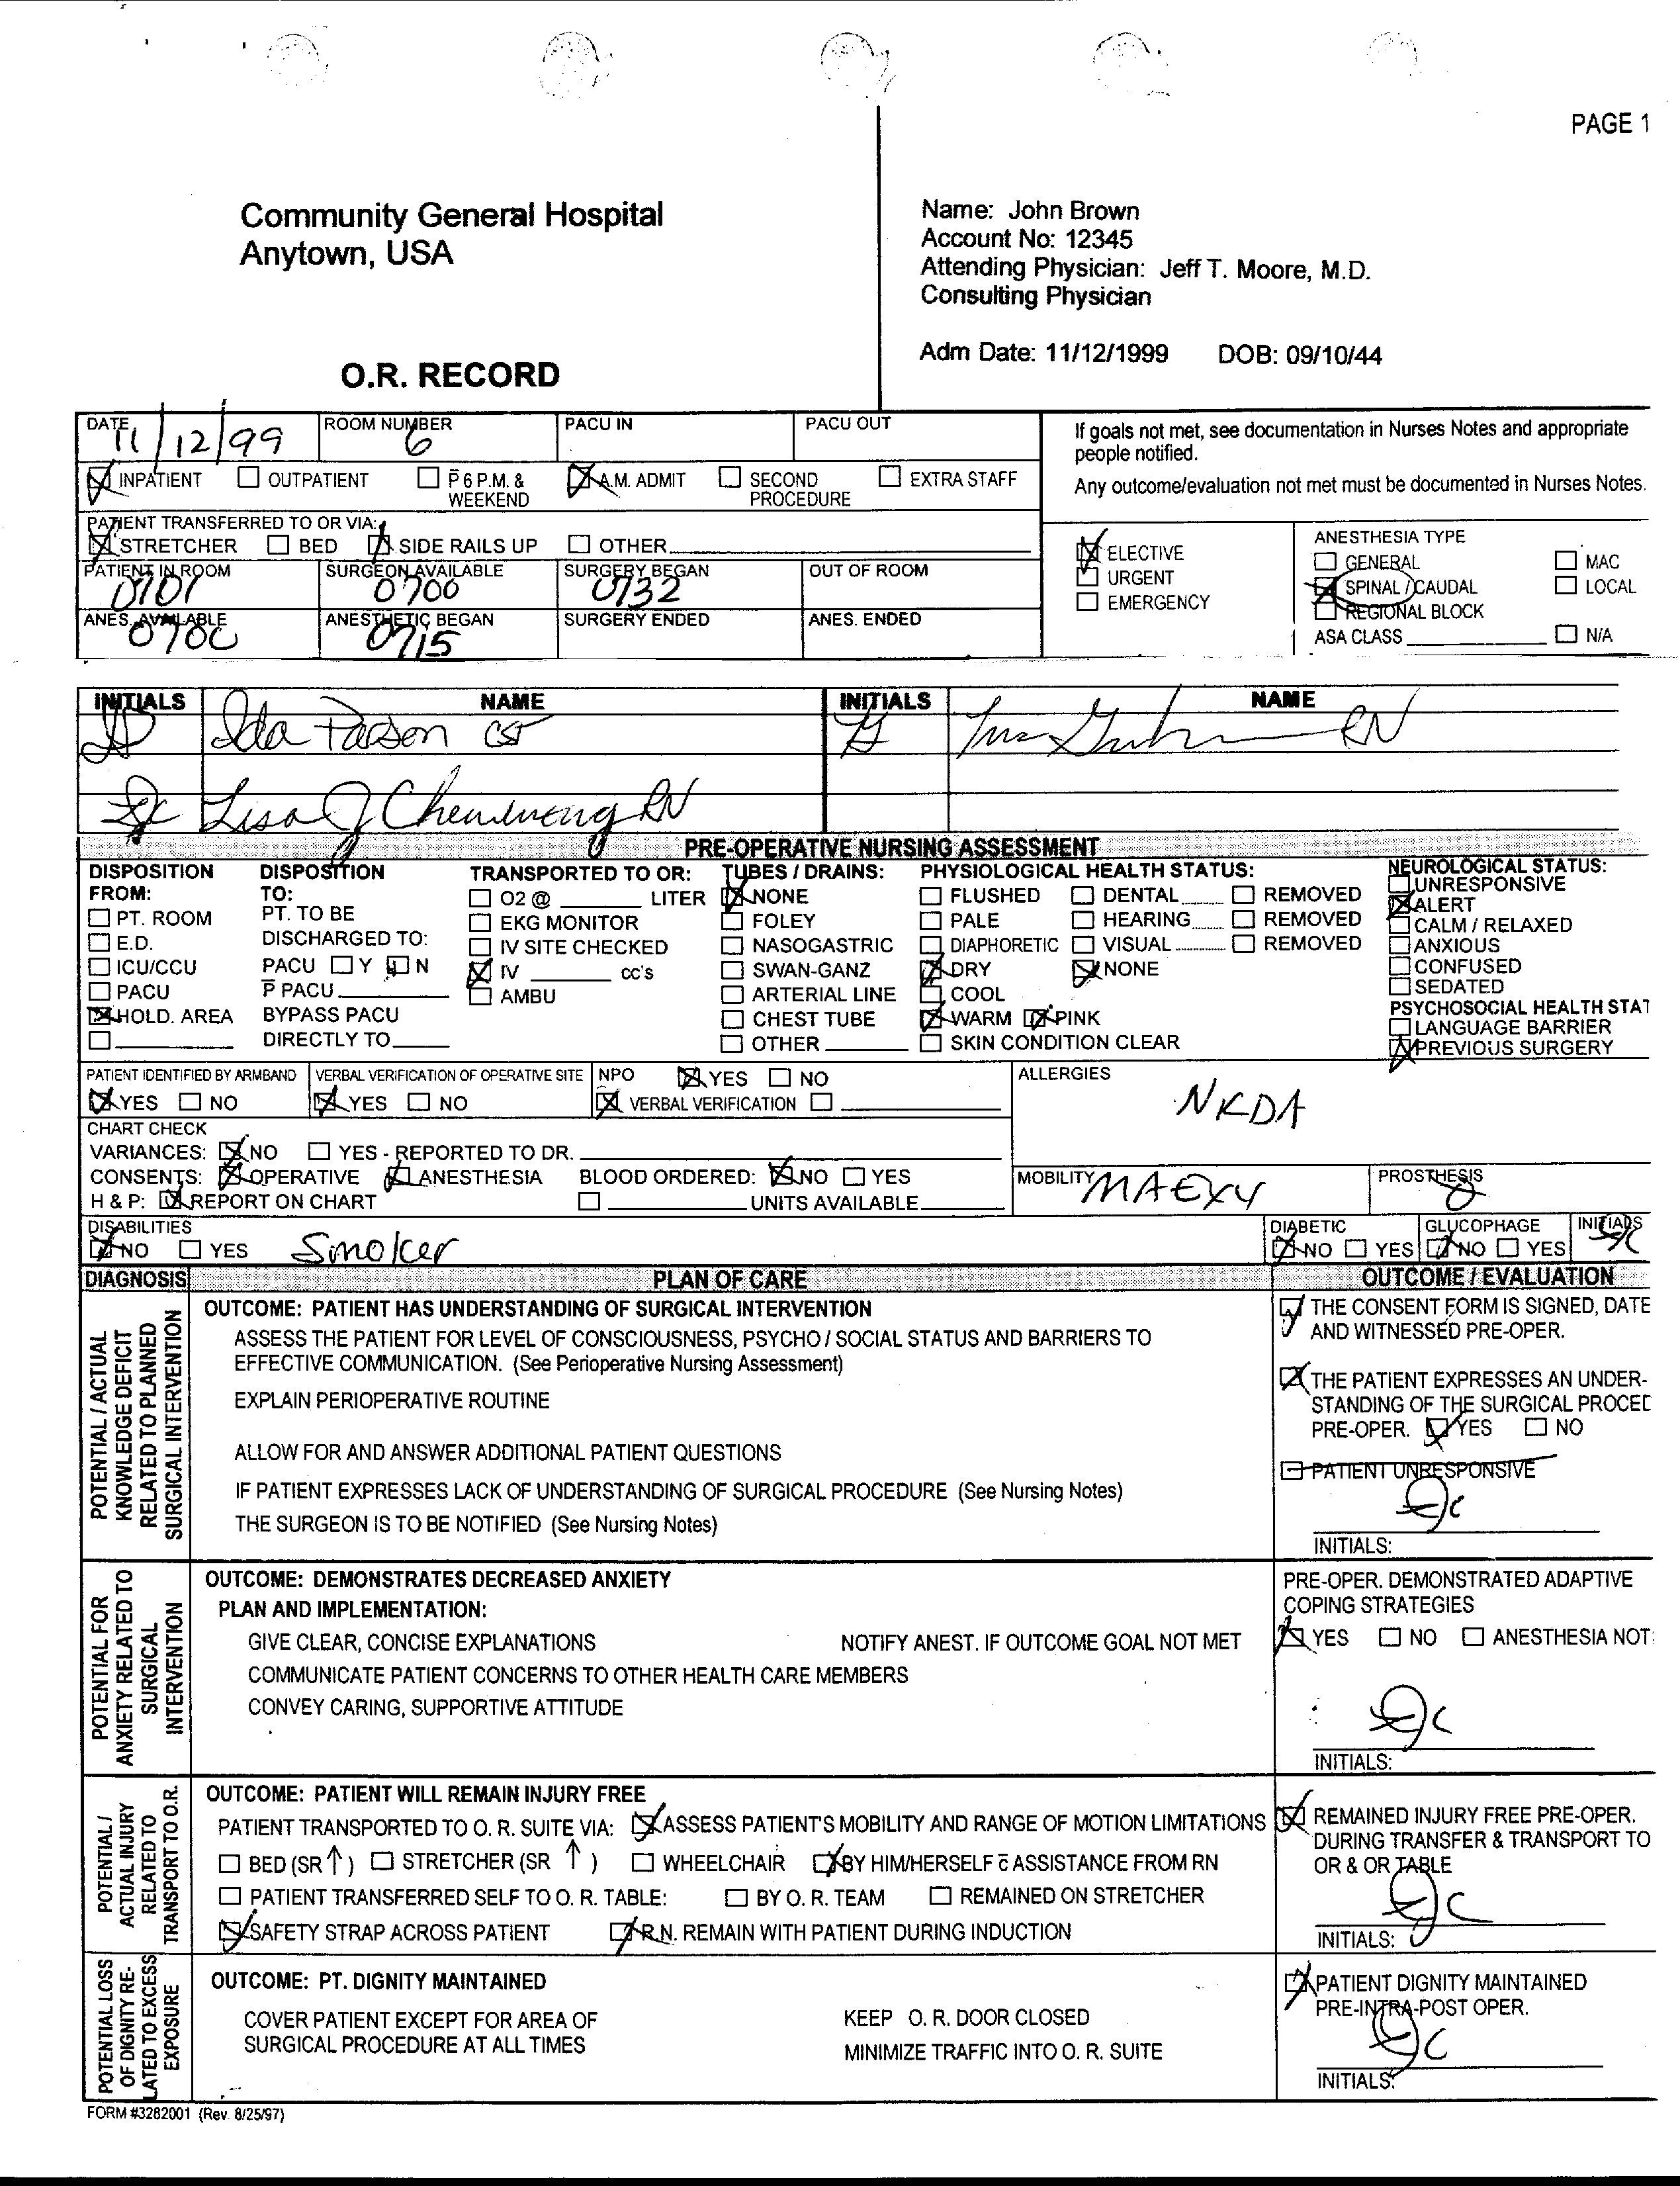 PAGE 1
Community General Hospital
Anytown, USA
O.R. RECORD
Name: John Brown
Account No: 12345
Attending Physician: Jeff T. Moore, M.D.
Consulting Physician
Adm Date: 11/12/1999 DOB: 09/10/44
DATE 11/12/99 ROOM NUMBER 6 PACU IN PACU OUT
If goals not met, see documentation in Nurses Notes and appropriate
people notified.
Any outcome/evaluation not met must be documented in Nurses Notes.
INPATIENT OUTPATIENT P̄ 6 P.M. & WEEKEND A.M. ADMIT SECOND PROCEDURE EXTRA STAFF
PATIENT TRANSFERRED TO OR VIA:
STRETCHER BED SIDE RAILS UP OTHER
PATIENT IN ROOM 0701 SURGEON AVAILABLE 0700 SURGERY BEGAN 0732 OUT OF ROOM
ANES. AVAILABLE 0700 ANESTHETIC BEGAN 0715 SURGERY ENDED ANES. ENDED
ELECTIVE
URGENT
EMERGENCY
ANESTHESIA TYPE
GENERAL MAC
SPINAL / CAUDAL LOCAL
REGIONAL BLOCK
ASA CLASS N/A
INITIALS NAME INITIALS NAME
Ida CST RN
Lisa J RN
PRE-OPERATIVE NURSING ASSESSMENT
DISPOSITION FROM:
PT. ROOM
E.D.
ICU/CCU
PACU
HOLD. AREA
DISPOSITION TO:
PT. TO BE
DISCHARGED TO:
PACU Y N
P̄ PACU
BYPASS PACU
DIRECTLY TO
TRANSPORTED TO OR:
O2 @ LITER
EKG MONITOR
IV SITE CHECKED
IV cc's
AMBU
TUBES / DRAINS:
NONE
FOLEY
NASOGASTRIC
SWAN-GANZ
ARTERIAL LINE
CHEST TUBE
OTHER
PHYSIOLOGICAL HEALTH STATUS:
FLUSHED DENTAL REMOVED
PALE HEARING REMOVED
DIAPHORETIC VISUAL REMOVED
DRY NONE
COOL
WARM PINK
SKIN CONDITION CLEAR
NEUROLOGICAL STATUS:
UNRESPONSIVE
ALERT
CALM / RELAXED
ANXIOUS
CONFUSED
SEDATED
PSYCHOSOCIAL HEALTH STAT
LANGUAGE BARRIER
PREVIOUS SURGERY
PATIENT IDENTIFIED BY ARMBAND VERBAL VERIFICATION OF OPERATIVE SITE NPO YES NO
YES NO YES NO VERBAL VERIFICATION
ALLERGIES
NKDA
CHART CHECK
VARIANCES: NO YES - REPORTED TO DR.
CONSENTS: OPERATIVE ANESTHESIA BLOOD ORDERED: NO YES
H & P: REPORT ON CHART UNITS AVAILABLE
MOBILITY MAEX4 PROSTHESIS
DISABILITIES
NO YES Smoker
DIABETIC NO YES GLUCOPHAGE NO YES INITIALS
DIAGNOSIS PLAN OF CARE OUTCOME / EVALUATION
POTENTIAL / ACTUAL
KNOWLEDGE DEFICIT
RELATED TO PLANNED
SURGICAL INTERVENTION
OUTCOME: PATIENT HAS UNDERSTANDING OF SURGICAL INTERVENTION
ASSESS THE PATIENT FOR LEVEL OF CONSCIOUSNESS, PSYCHO / SOCIAL STATUS AND BARRIERS TO
EFFECTIVE COMMUNICATION. (See Perioperative Nursing Assessment)
EXPLAIN PERIOPERATIVE ROUTINE
ALLOW FOR AND ANSWER ADDITIONAL PATIENT QUESTIONS
IF PATIENT EXPRESSES LACK OF UNDERSTANDING OF SURGICAL PROCEDURE (See Nursing Notes)
THE SURGEON IS TO BE NOTIFIED (See Nursing Notes)
THE CONSENT FORM IS SIGNED, DATE
AND WITNESSED PRE-OPER.
THE PATIENT EXPRESSES AN UNDER-
STANDING OF THE SURGICAL PROCED
PRE-OPER. YES NO
PATIENT UNRESPONSIVE
INITIALS:
POTENTIAL FOR
ANXIETY RELATED TO
SURGICAL
INTERVENTION
OUTCOME: DEMONSTRATES DECREASED ANXIETY
PLAN AND IMPLEMENTATION:
GIVE CLEAR, CONCISE EXPLANATIONS NOTIFY ANEST. IF OUTCOME GOAL NOT MET
COMMUNICATE PATIENT CONCERNS TO OTHER HEALTH CARE MEMBERS
CONVEY CARING, SUPPORTIVE ATTITUDE
PRE-OPER. DEMONSTRATED ADAPTIVE
COPING STRATEGIES
YES NO ANESTHESIA NOT
INITIALS:
POTENTIAL /
ACTUAL INJURY
RELATED TO
TRANSPORT TO O.R.
OUTCOME: PATIENT WILL REMAIN INJURY FREE
PATIENT TRANSPORTED TO O. R. SUITE VIA: ASSESS PATIENT'S MOBILITY AND RANGE OF MOTION LIMITATIONS
BED (SR ↑ ) STRETCHER (SR ↑ ) WHEELCHAIR BY HIM/HERSELF c̄ ASSISTANCE FROM RN
PATIENT TRANSFERRED SELF TO O. R. TABLE: BY O. R. TEAM REMAINED ON STRETCHER
SAFETY STRAP ACROSS PATIENT R.N. REMAIN WITH PATIENT DURING INDUCTION
REMAINED INJURY FREE PRE-OPER.
DURING TRANSFER & TRANSPORT TO
OR & OR TABLE
INITIALS:
POTENTIAL LOSS
OF DIGNITY RE-
LATED TO EXCESS
EXPOSURE
OUTCOME: PT. DIGNITY MAINTAINED
COVER PATIENT EXCEPT FOR AREA OF KEEP O. R. DOOR CLOSED
SURGICAL PROCEDURE AT ALL TIMES MINIMIZE TRAFFIC INTO O. R. SUITE
PATIENT DIGNITY MAINTAINED
PRE-INTRA-POST OPER.
INITIALS:
FORM #3282001 (Rev. 8/25/97)